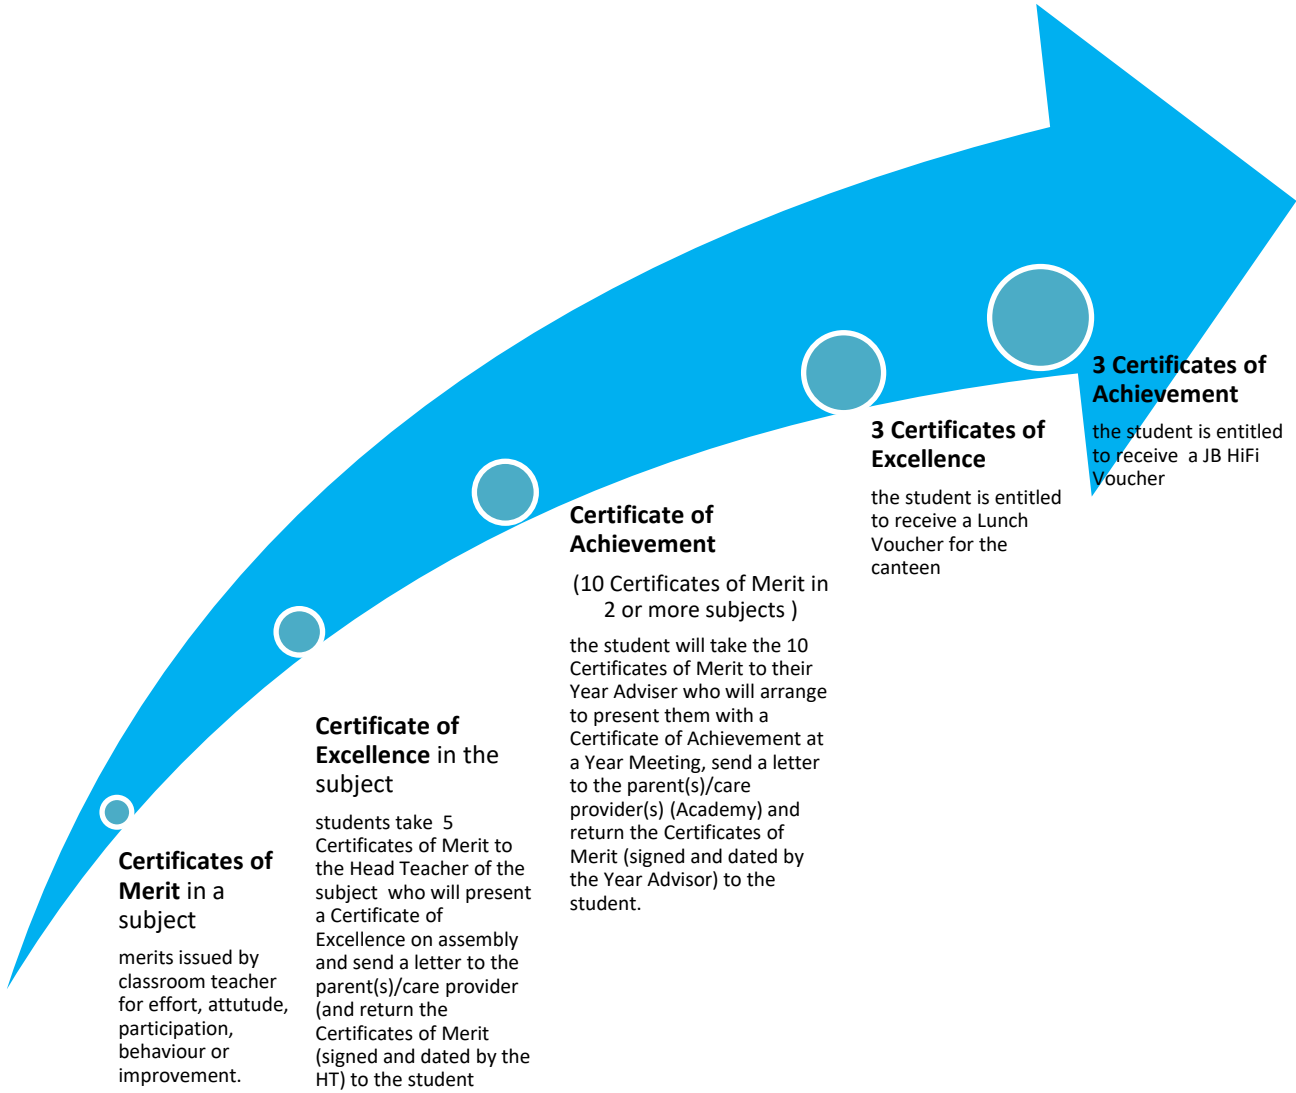 Certificates of
Merit in a
subject
merits issued by
classroom teacher
for effort, attutude,
participation,
behaviour or
improvement.
Certificate of
Excellence in the
subject
students take  5
Certificates of Merit to
the Head Teacher of the
subject  who will present
a Certificate of
Excellence on assembly
and send a letter to the
parent(s)/care provider
(and return the
Certificates of Merit
(signed and dated by the
HT) to the student
Certificate of
Achievement
(10 Certificates of Merit in
2 or more subjects )
the student will take the 10
Certificates of Merit to their
Year Adviser who will arrange
to present them with a
Certificate of Achievement at
a Year Meeting, send a letter
to the parent(s)/care
provider(s) (Academy) and
return the Certificates of
Merit (signed and dated by
the Year Advisor) to the
student.
3 Certificates of
Excellence
the student is entitled
to receive a Lunch
Voucher for the
canteen
3 Certificates of
Achievement
the student is entitled
to receive  a JB HiFi
Voucher